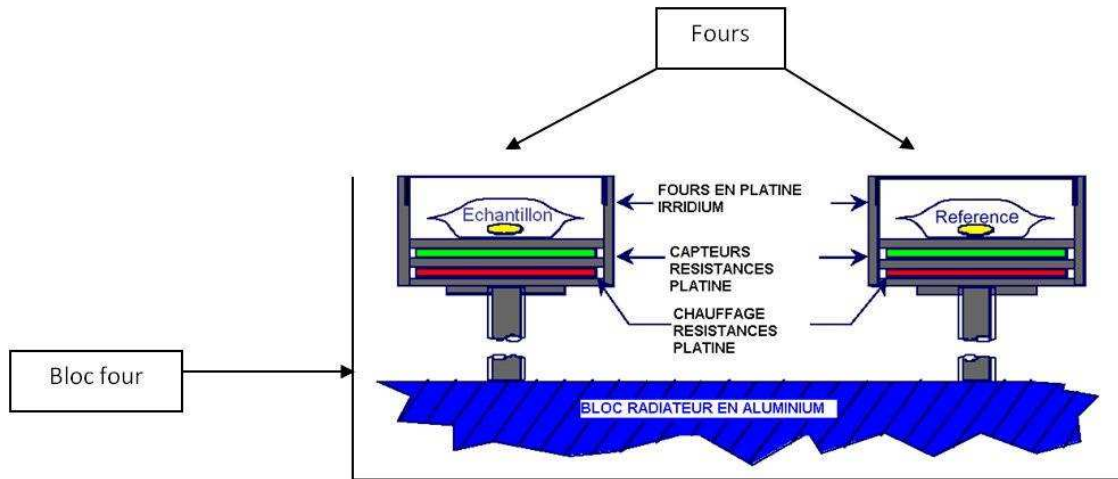 Fours
FOURS EN PLATINE
IRRIDIUM
Echantillon
Reference
CAPTEURS
RESISTANCES
PLATINE
CHAUFFAGE
RESISTANCES
PLATINE
Bloc four
BLOC RADIATEUR EN ALUMINIUM